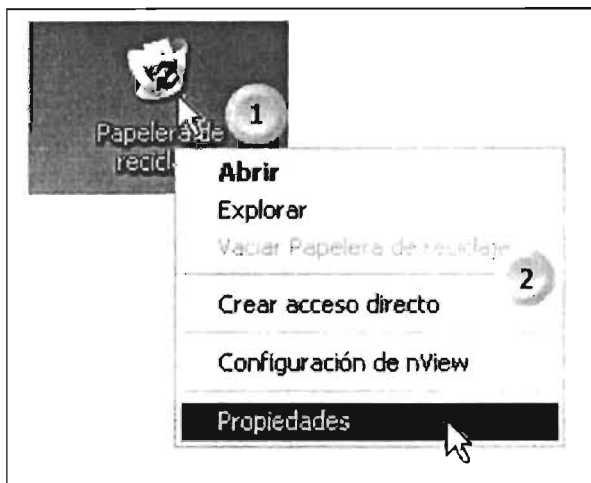 Papelera de
recicl
1
Abrir
Explorar
Vaciar Papelera de reciclaje
2
Crear acceso directo
Configuración de nView
Propiedades